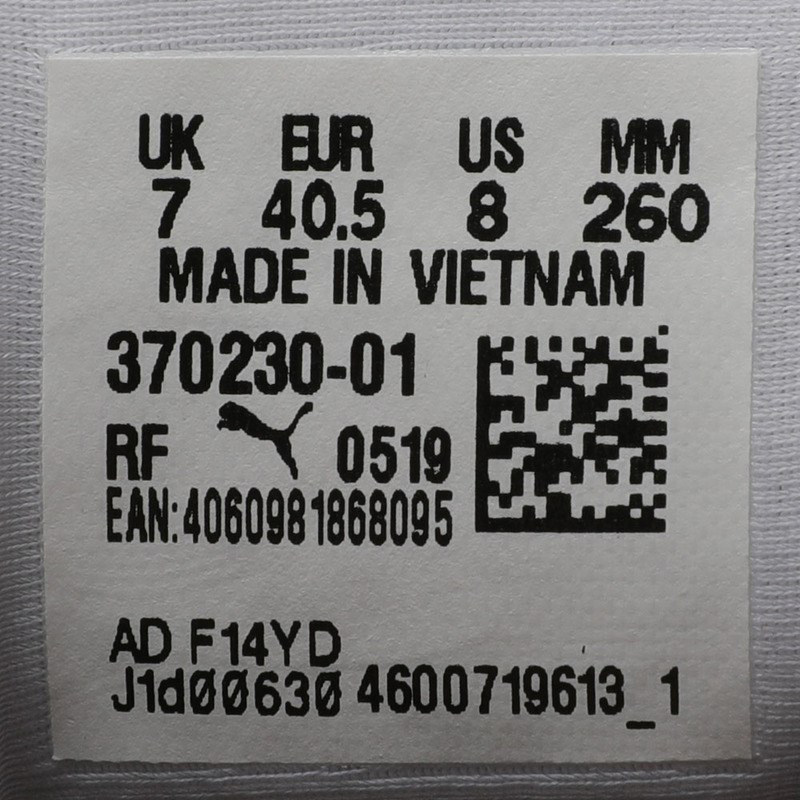 UK EUR US MM
7 40.5 8 260
MADE IN VIETNAM
370230-01
RF 0519
EAN:4060981868095
AD F14YD
J1d00630 4600719613_1